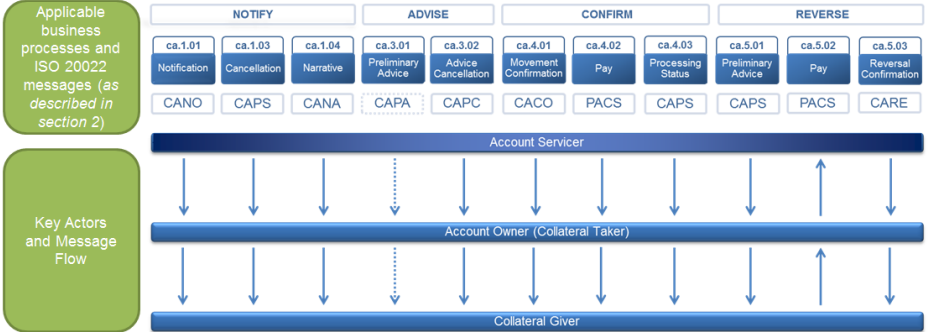 Applicable
business
processes and
ISO 20022
messages (as
described in
section 2)
NOTIFY ADVISE CONFIRM REVERSE
ca.1.01 ca.1.03 ca.1.04 ca.3.01 ca.3.02 ca.4.01 ca.4.02 ca.4.03 ca.5.01 ca.5.02 ca.5.03
Notification Cancellation Narrative Preliminary Advice Advice Cancellation Movement Confirmation Pay Processing Status Preliminary Advice Pay Reversal Confirmation
CANO CAPS CANA CAPA CAPC CACO PACS CAPS CAPS PACS CARE
Account Servicer
Key Actors
and Message
Flow
Account Owner (Collateral Taker)
Collateral Giver